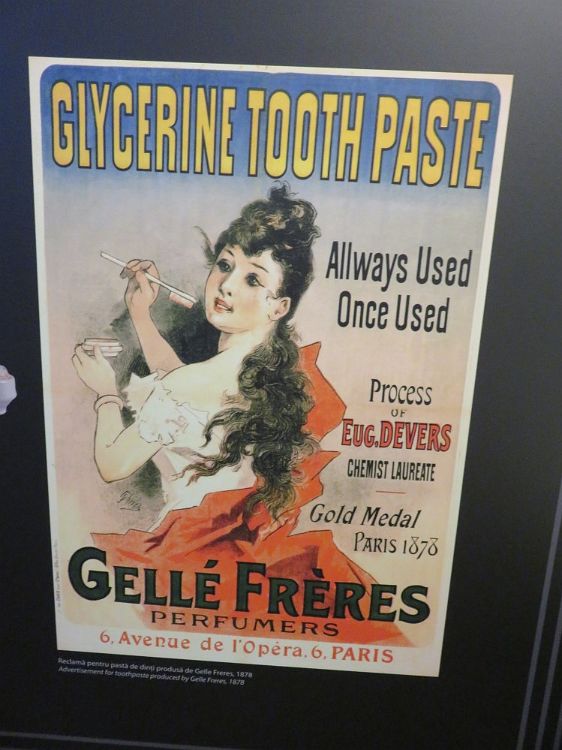 GLYCERINE TOOTH PASTE
Allways Used
Once Used
Process
OF
EUG. DEVERS
CHEMIST LAUREATE
Gold Medal
PARIS 1878
GELLÉ FRÈRES
PERFUMERS
6, Avenue de l'Opéra. 6, PARIS
Reclamă pentru pastă de dinți produsă de Gelle Freres, 1878
Advertisement for toothpaste produced by Gelle Freres, 1878